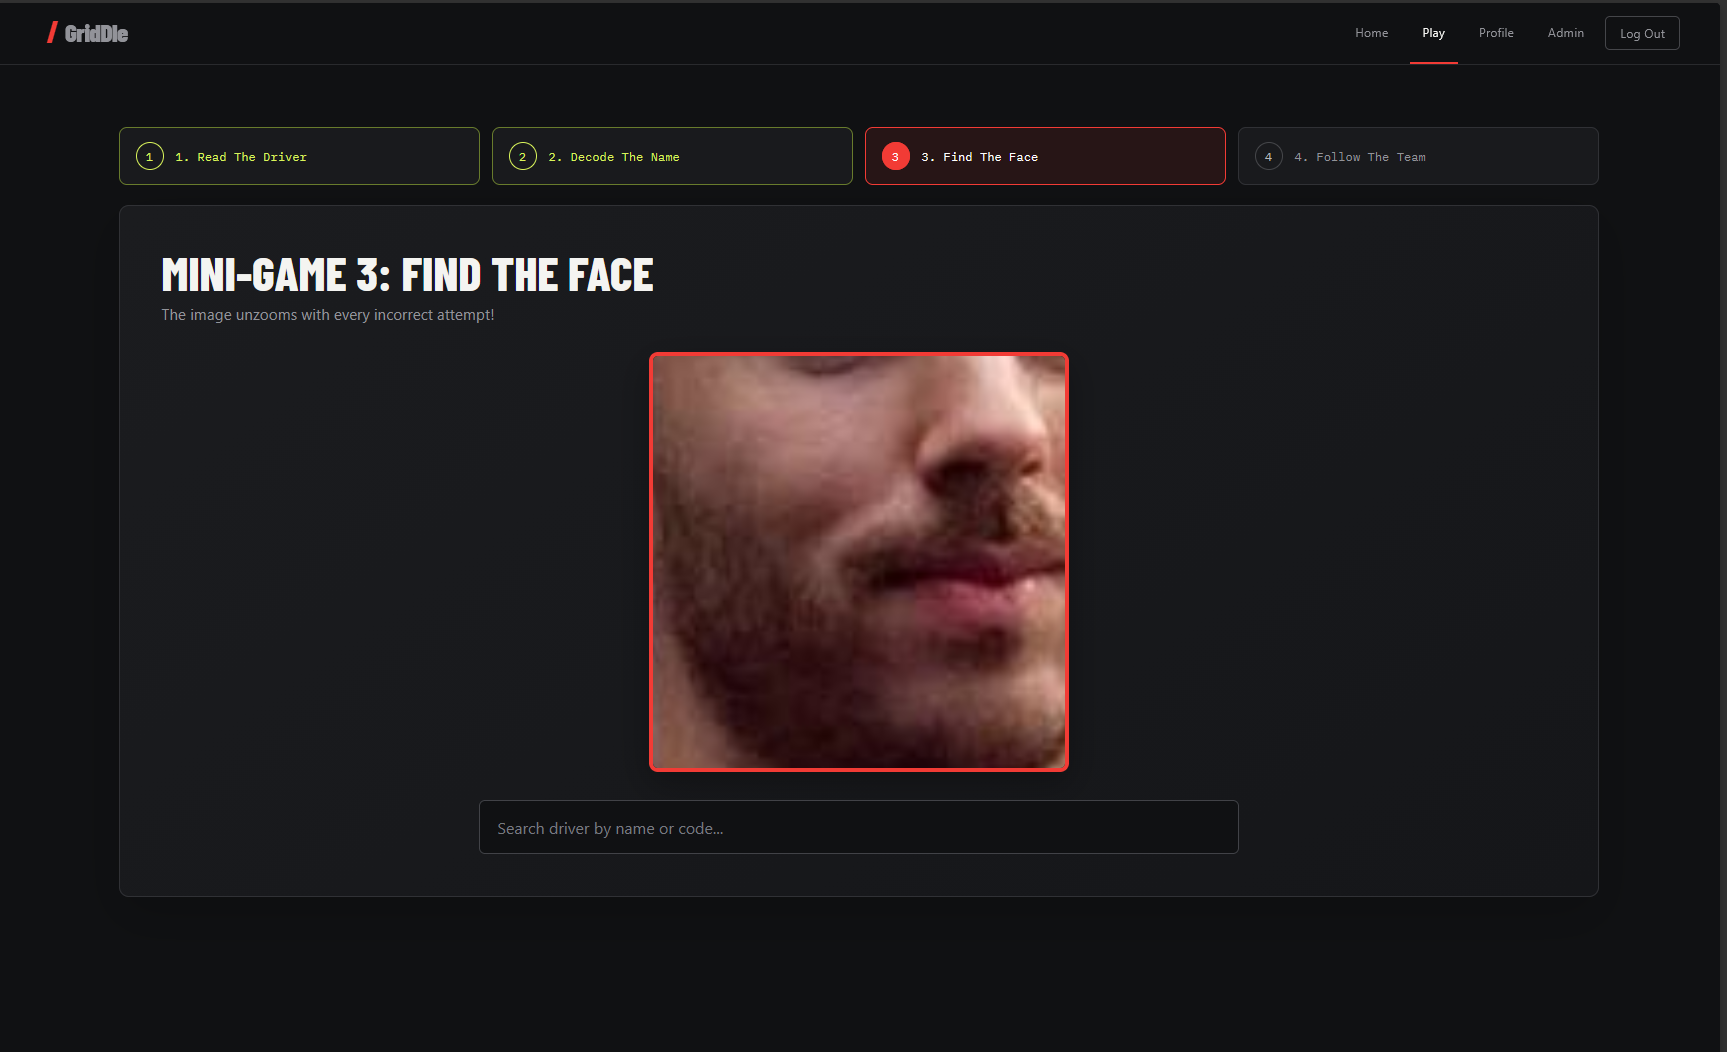 / GridDle
Home
Play
Profile
Admin
Log Out
1 1. Read The Driver
2 2. Decode The Name
3 3. Find The Face
4 4. Follow The Team
MINI-GAME 3: FIND THE FACE
The image unzooms with every incorrect attempt!
Search driver by name or code...